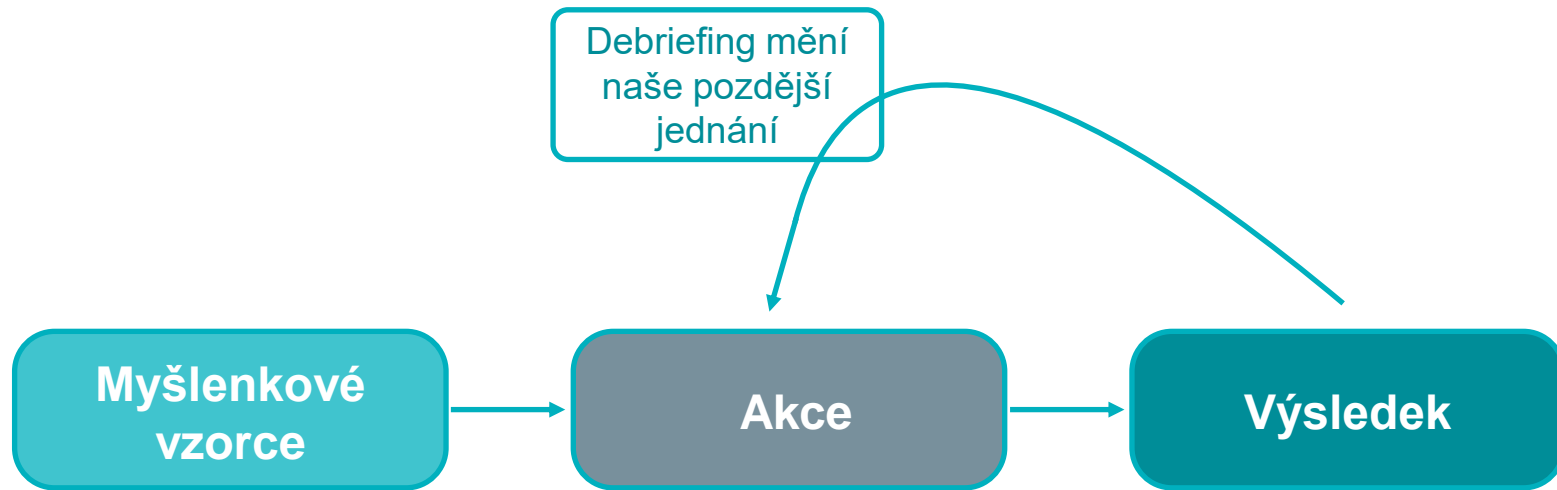 Debriefing mění
naše pozdější
jednání
Myšlenkové
vzorce
Akce
Výsledek